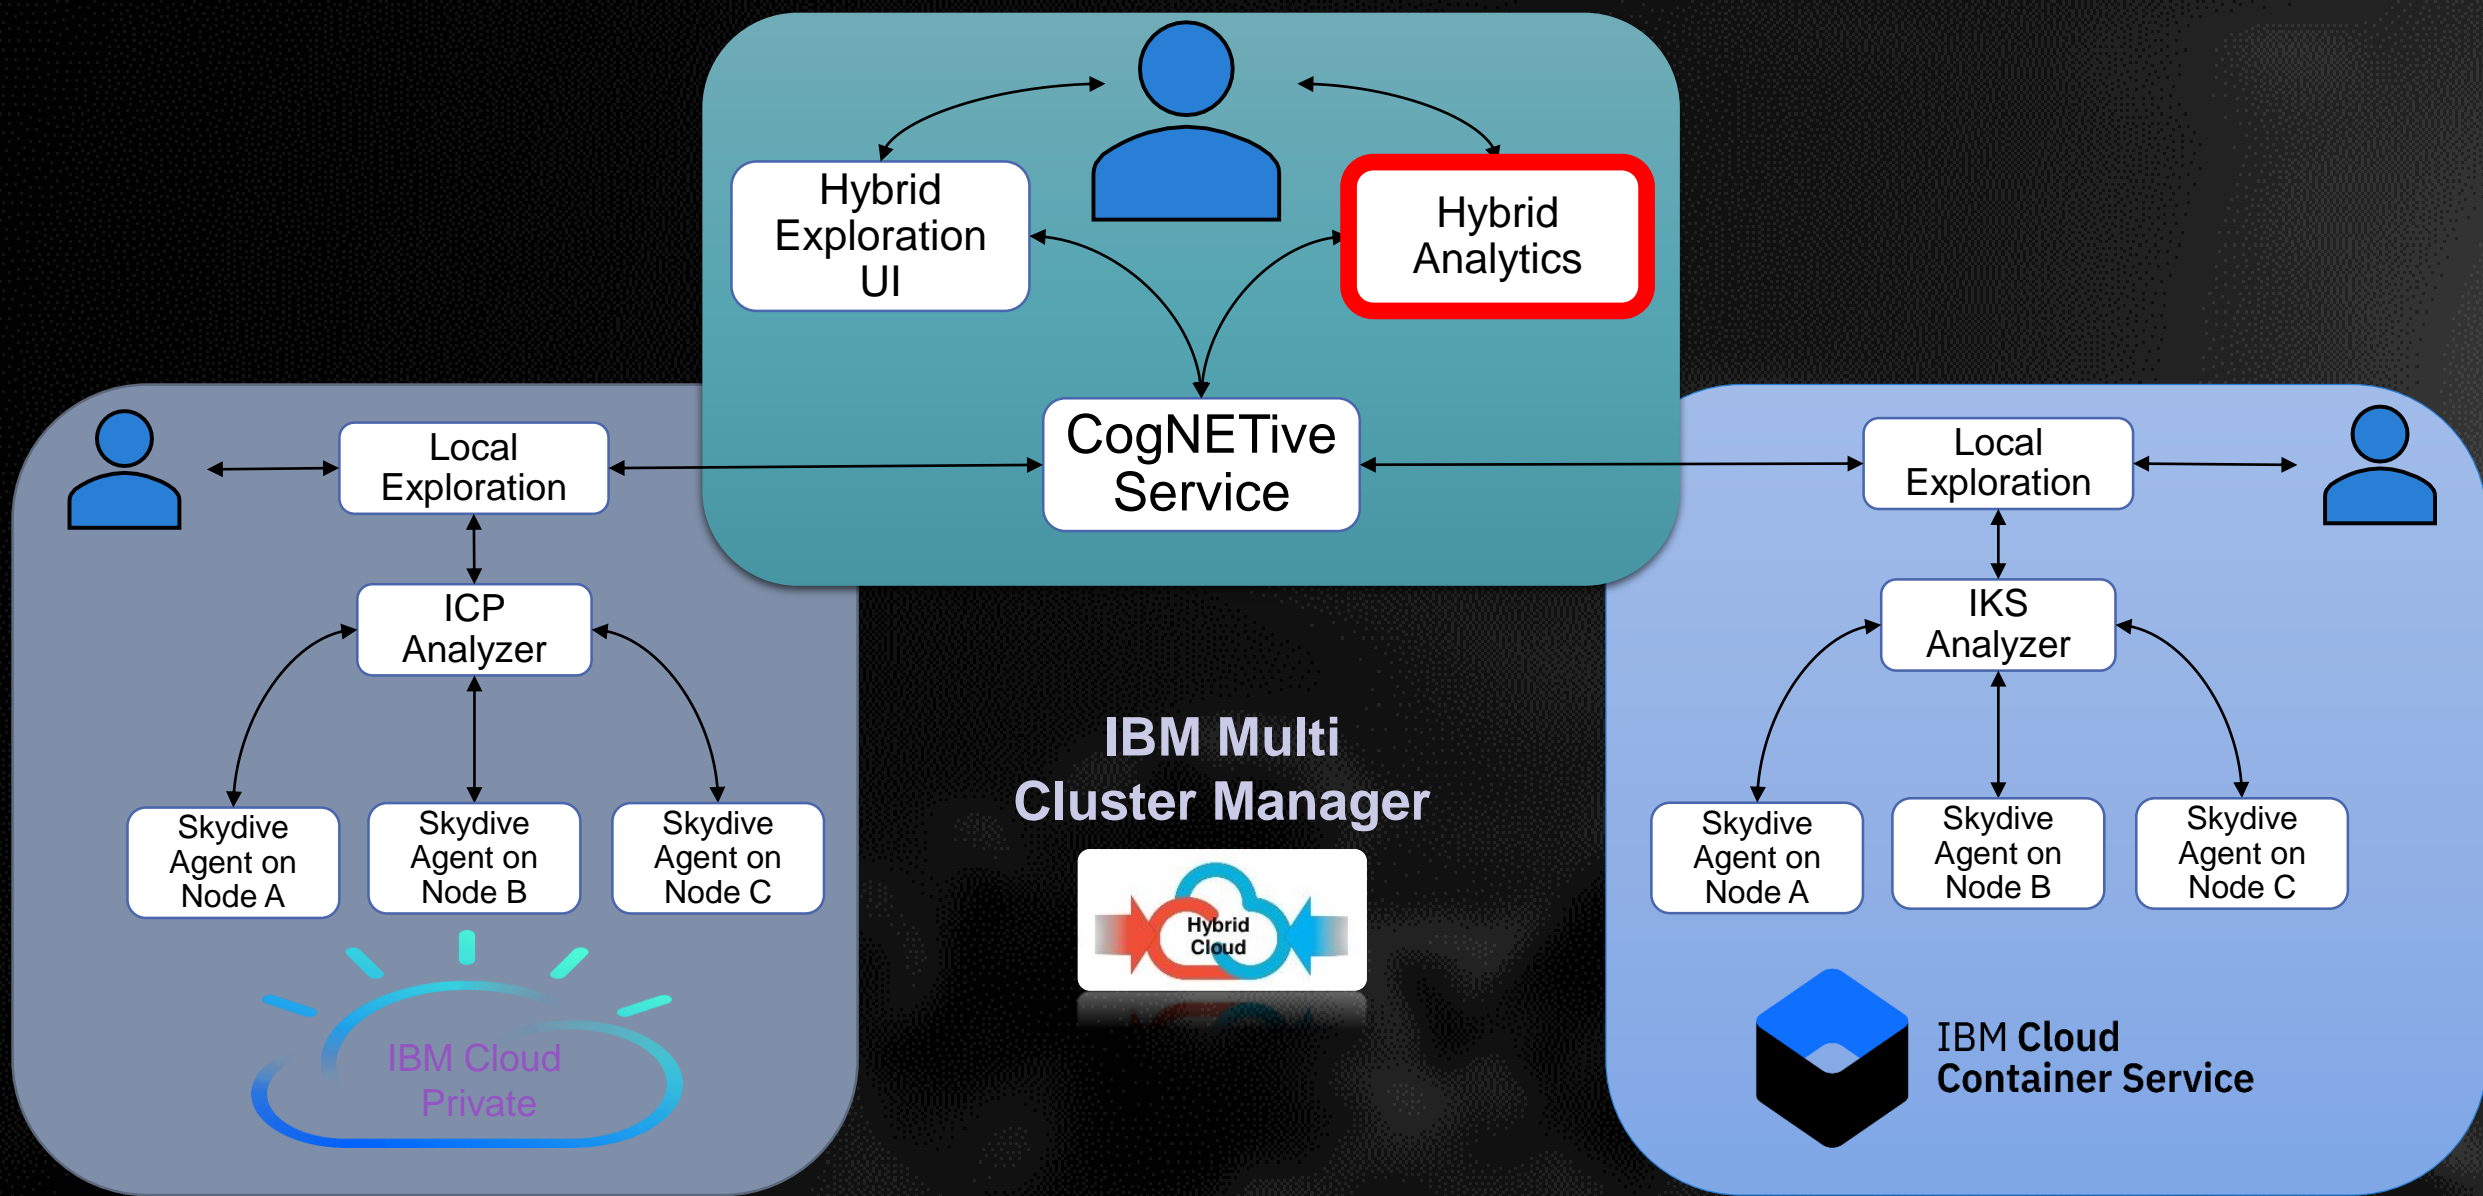 Hybrid
Exploration
UI
Hybrid
Analytics
CogNETive
Service
Local
Exploration
ICP
Analyzer
Skydive
Agent on
Node A
Skydive
Agent on
Node B
Skydive
Agent on
Node C
IBM Cloud
Private
IBM Multi
Cluster Manager
Hybrid
Cloud
Local
Exploration
IKS
Analyzer
Skydive
Agent on
Node A
Skydive
Agent on
Node B
Skydive
Agent on
Node C
IBM Cloud
Container Service